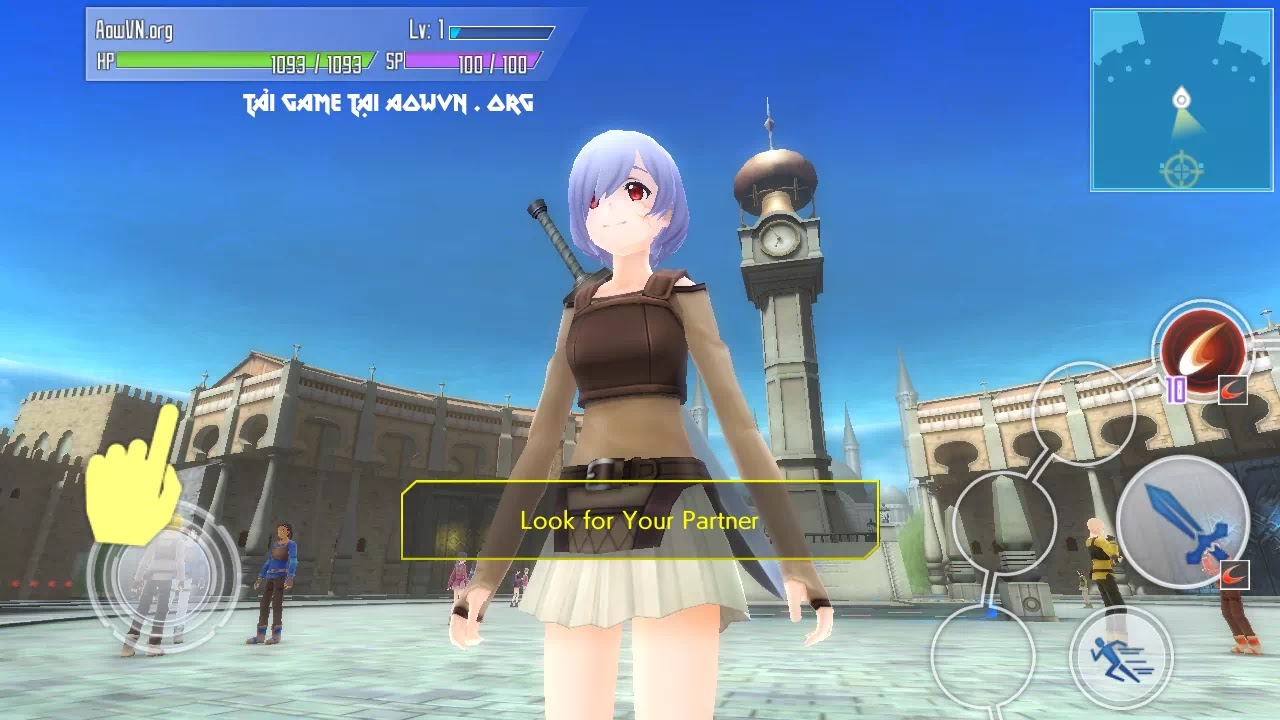 AowVN.org Lv: 1
HP 1093 / 1093 SP 100 / 100
TẢI GAME TẠI AOWVN . ORG
10
Look for Your Partner